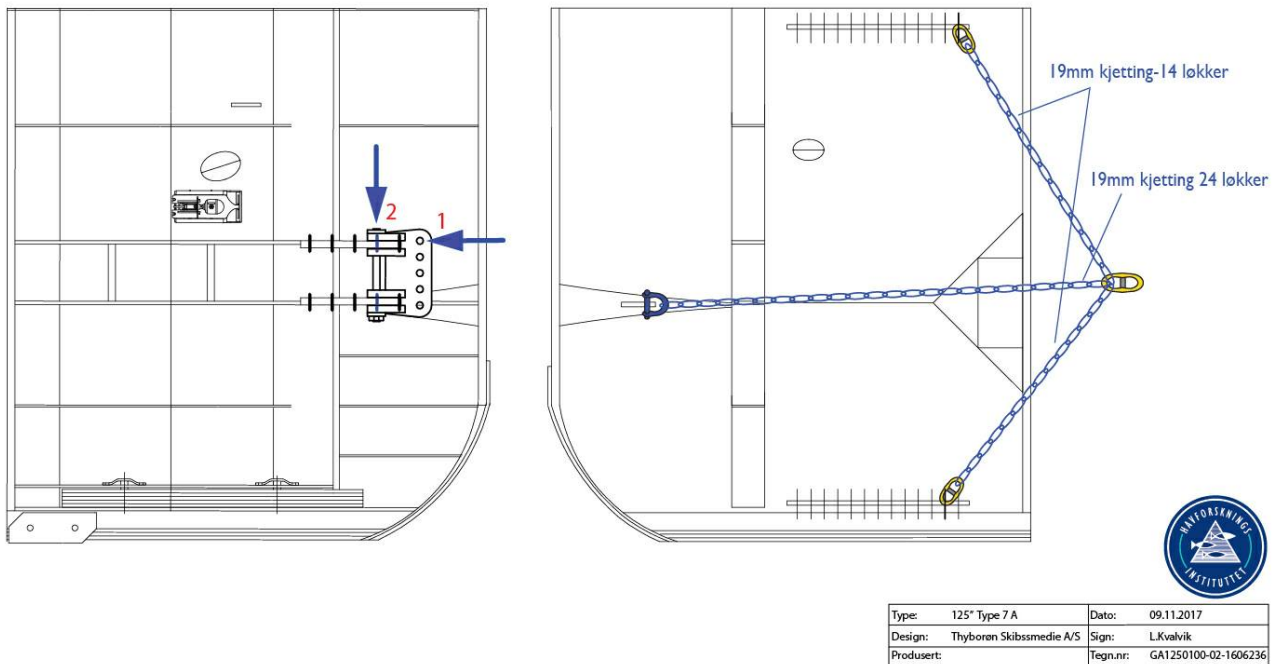 19mm kjetting-14 løkker
19mm kjetting 24 løkker
2
1
HAVFORSKNINGS
INSTITUTTET
Type: 125" Type 7 A Dato: 09.11.2017
Design: Thyborøn Skibssmedie A/S Sign: L.Kvalvik
Produsert: Tegn.nr: GA1250100-02-1606236